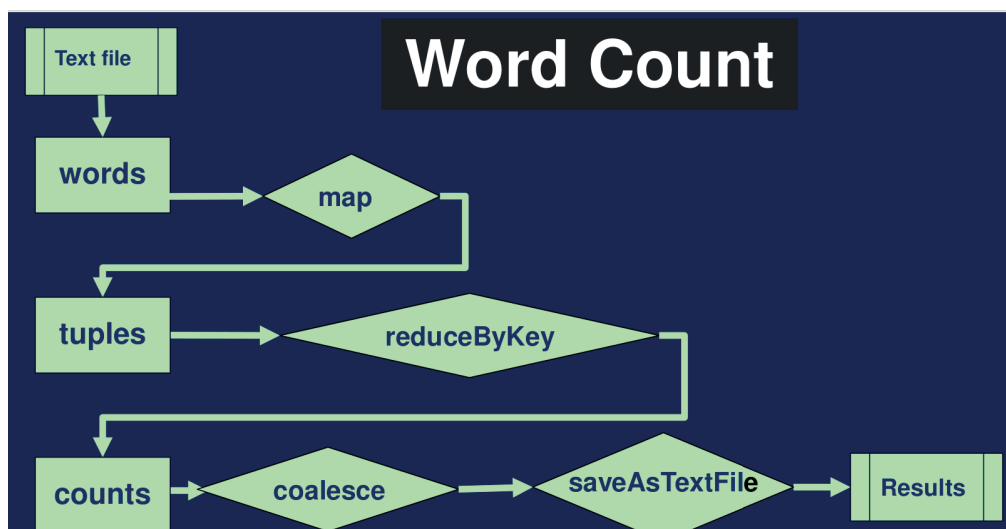 Text file
Word Count
words
map
tuples
reduceByKey
counts
coalesce
saveAsTextFile
Results